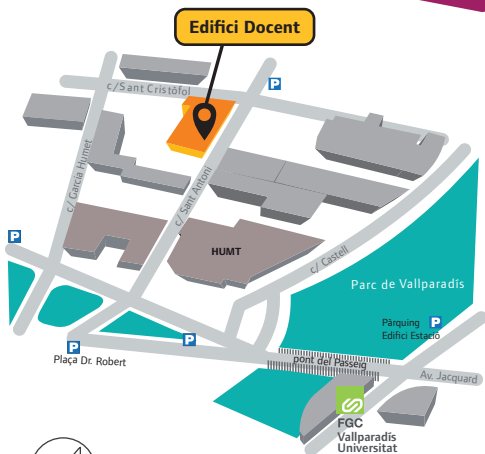 Edifici Docent
P
c/Sant Cristòfol
c/Garcia Humet
c/ Sant Antoni
P
HUMT
c/ Castell
Parc de Vallparadís
Pàrquing P
Edifici Estació
P
P
Plaça Dr. Robert
pont del Passeig
Av. Jacquard
FGC
Vallparadís
Universitat